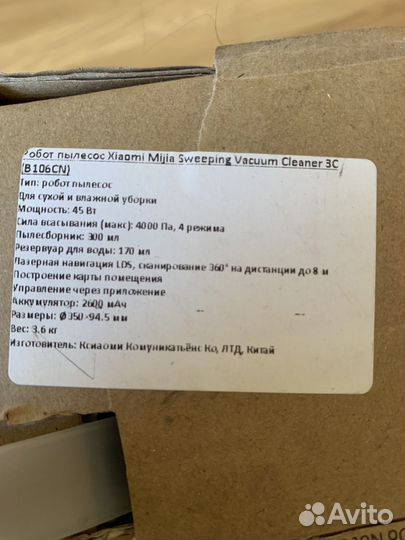 Робот пылесос Xiaomi Mijia Sweeping Vacuum Cleaner 3C
(B106CN)
Тип: робот пылесос
Для сухой и влажной уборки
Мощность: 45 Вт
Сила всасывания (макс): 4000 Па, 4 режима
Пылесборник: 300 мл
Резервуар для воды: 170 мл
Лазерная навигация LDS, сканирование 360° на дистанции до 8 м
Построение карты помещения
Управление через приложение
Аккумулятор: 2600 мАч
Размеры: Ø350×94.5 мм
Вес: 3.6 кг
Изготовитель: Ксиаоми Комуникатьёнс Ко, ЛТД, Китай
Avito